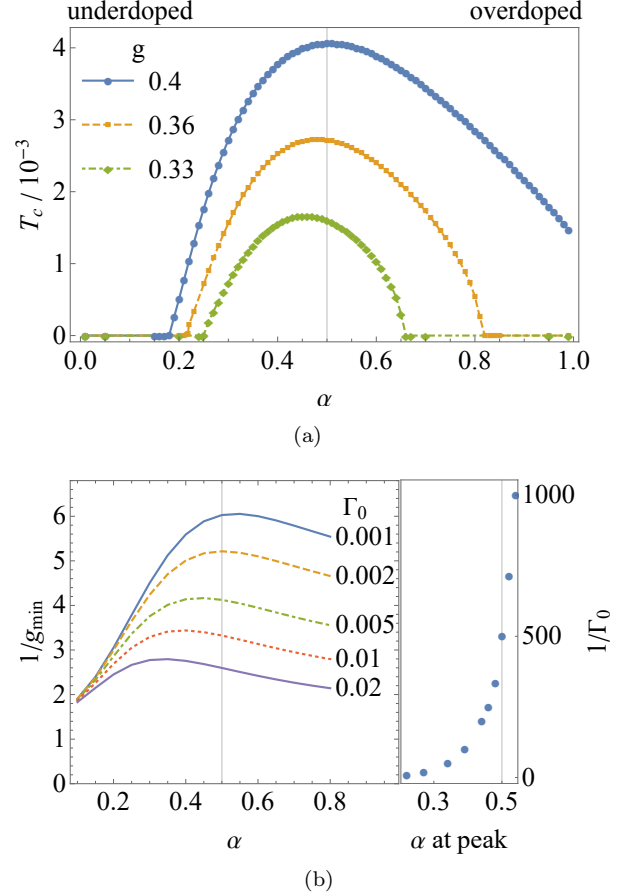 underdoped overdoped
g
0.4
0.36
0.33
T_c / 10^{-3}
4
3
2
1
0
0.0 0.2 0.4 0.6 0.8 1.0
α
(a)
Γ_0
0.001
0.002
0.005
0.01
0.02
1/g_min
6
5
4
3
2
1
0
0.2 0.4 0.6 0.8
α
1000
500
0
1/Γ_0
0.3 0.5
α at peak
(b)